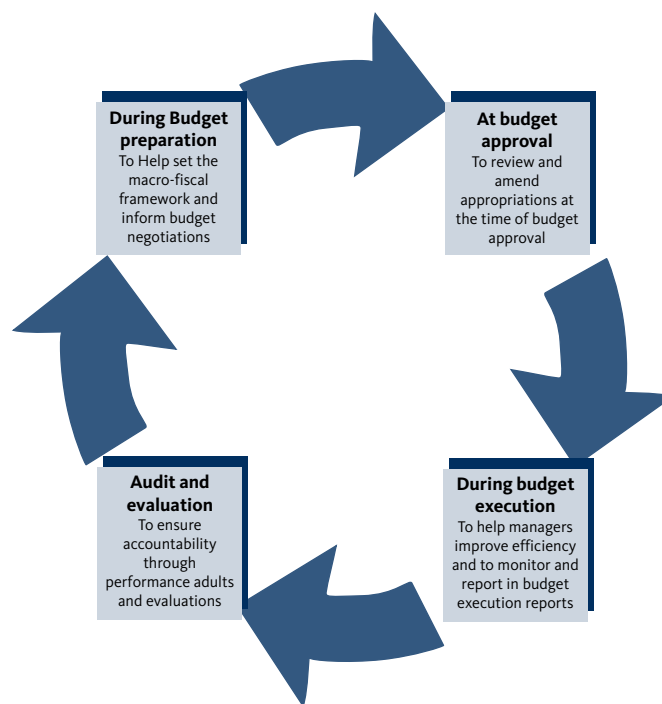 During Budget
preparation
To Help set the
macro-fiscal
framework and
inform budget
negotiations
At budget
approval
To review and
amend
appropriations at
the time of budget
approval
During budget
execution
To help managers
improve efficiency
and to monitor and
report in budget
execution reports
Audit and
evaluation
To ensure
accountability
through
performance adults
and evaluations